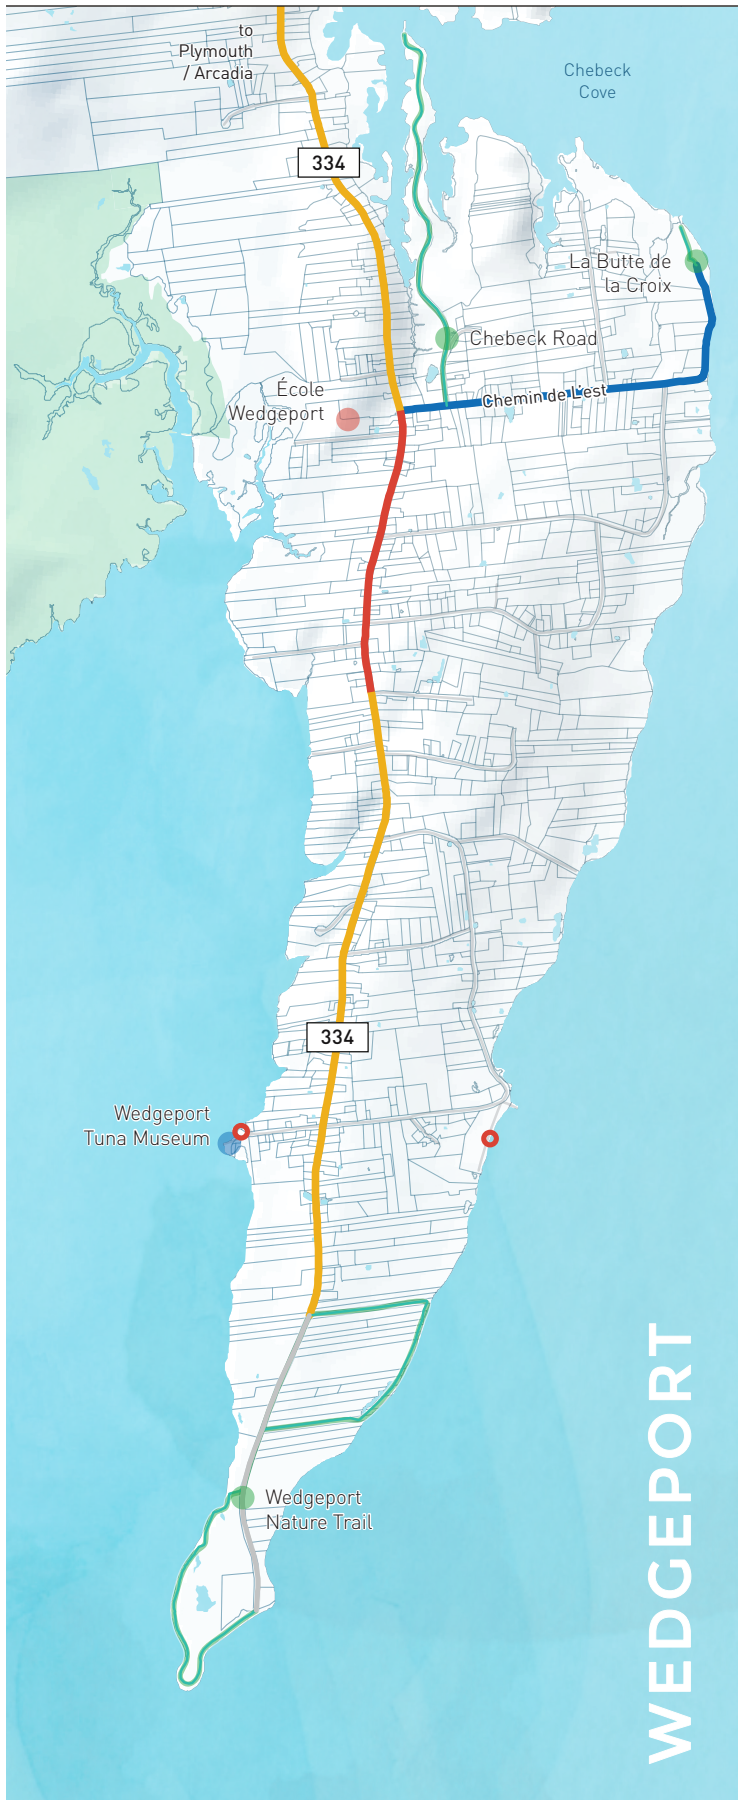 to
Plymouth
/ Arcadia
Chebeck
Cove
334
La Butte de
la Croix
Chebeck Road
École
Wedgeport
Chemin de L'est
334
Wedgeport
Tuna Museum
Wedgeport
Nature Trail
WEDGEPORT